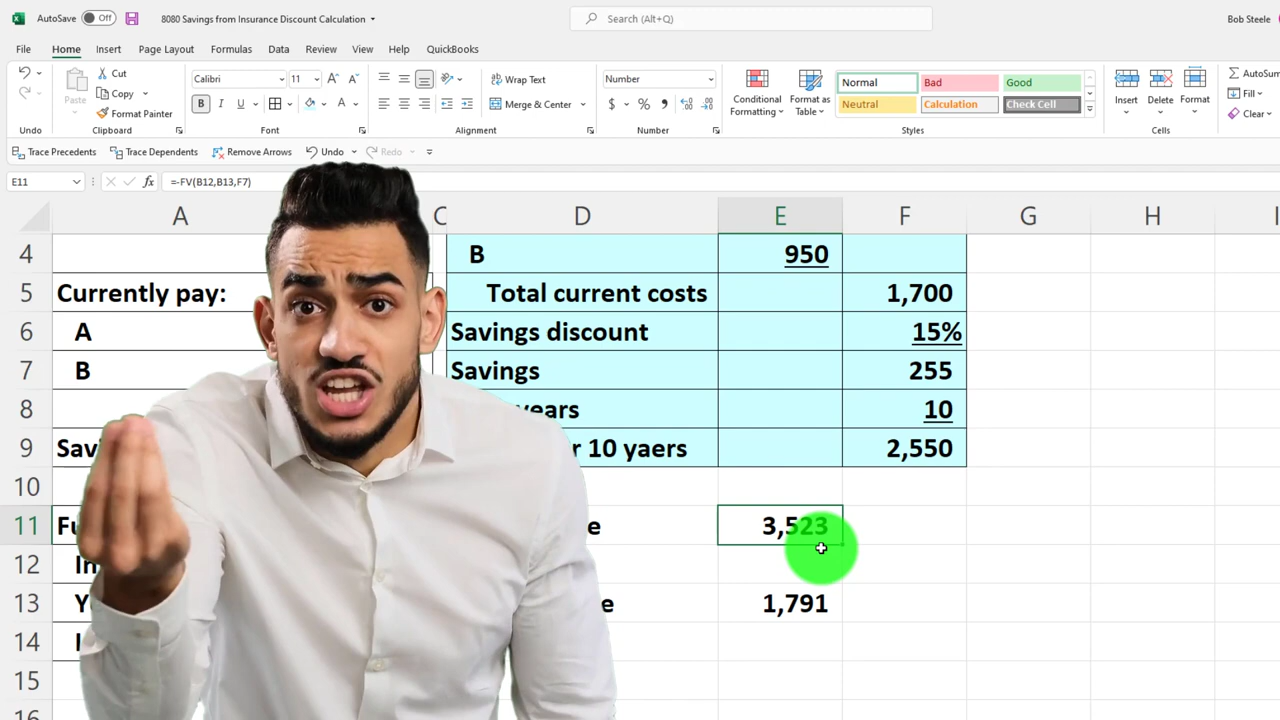 AutoSave Off 8080 Savings from Insurance Discount Calculation Search (Alt+Q) Bob Steele
File Home Insert Page Layout Formulas Data Review View Help QuickBooks
Cut Calibri 11 Wrap Text Number Normal Bad Good AutoSum
Paste Copy Conditional Formatting Format as Table Insert Delete Format Fill
Format Painter B I U Merge & Center $ % Neutral Calculation Check Cell Clear
Undo Clipboard Font Alignment Number Styles Cells
Trace Precedents Trace Dependents Remove Arrows Undo Redo
E11 fx =-FV(B12,B13,F7)
A C D E F G H I
4 B 950
5 Currently pay: Total current costs 1,700
6 A Savings discount 15%
7 B Savings 255
8 years 10
9 r 10 yaers 2,550
10
11 e 3,523
12
13 e 1,791
14
15
16